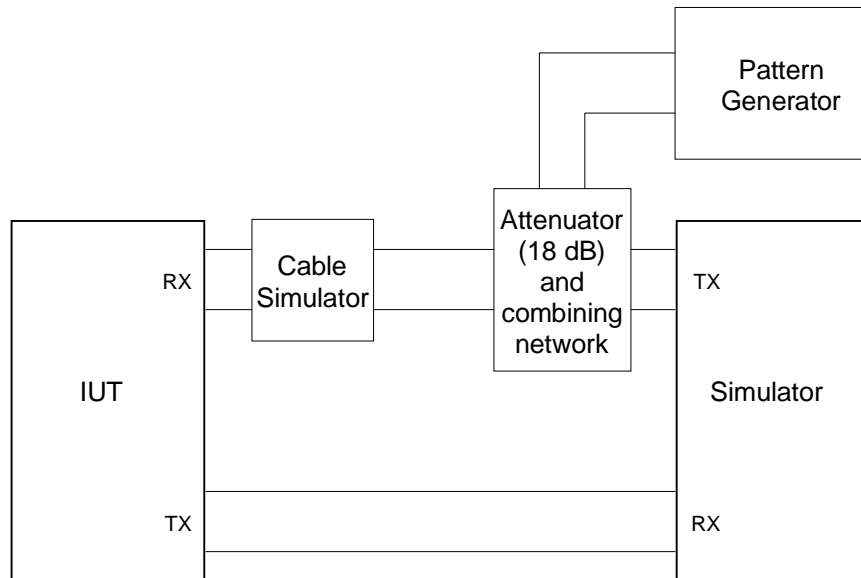 Pattern
Generator
Attenuator
(18 dB)
and
combining
network
Cable
Simulator
RX
TX
IUT
Simulator
TX
RX